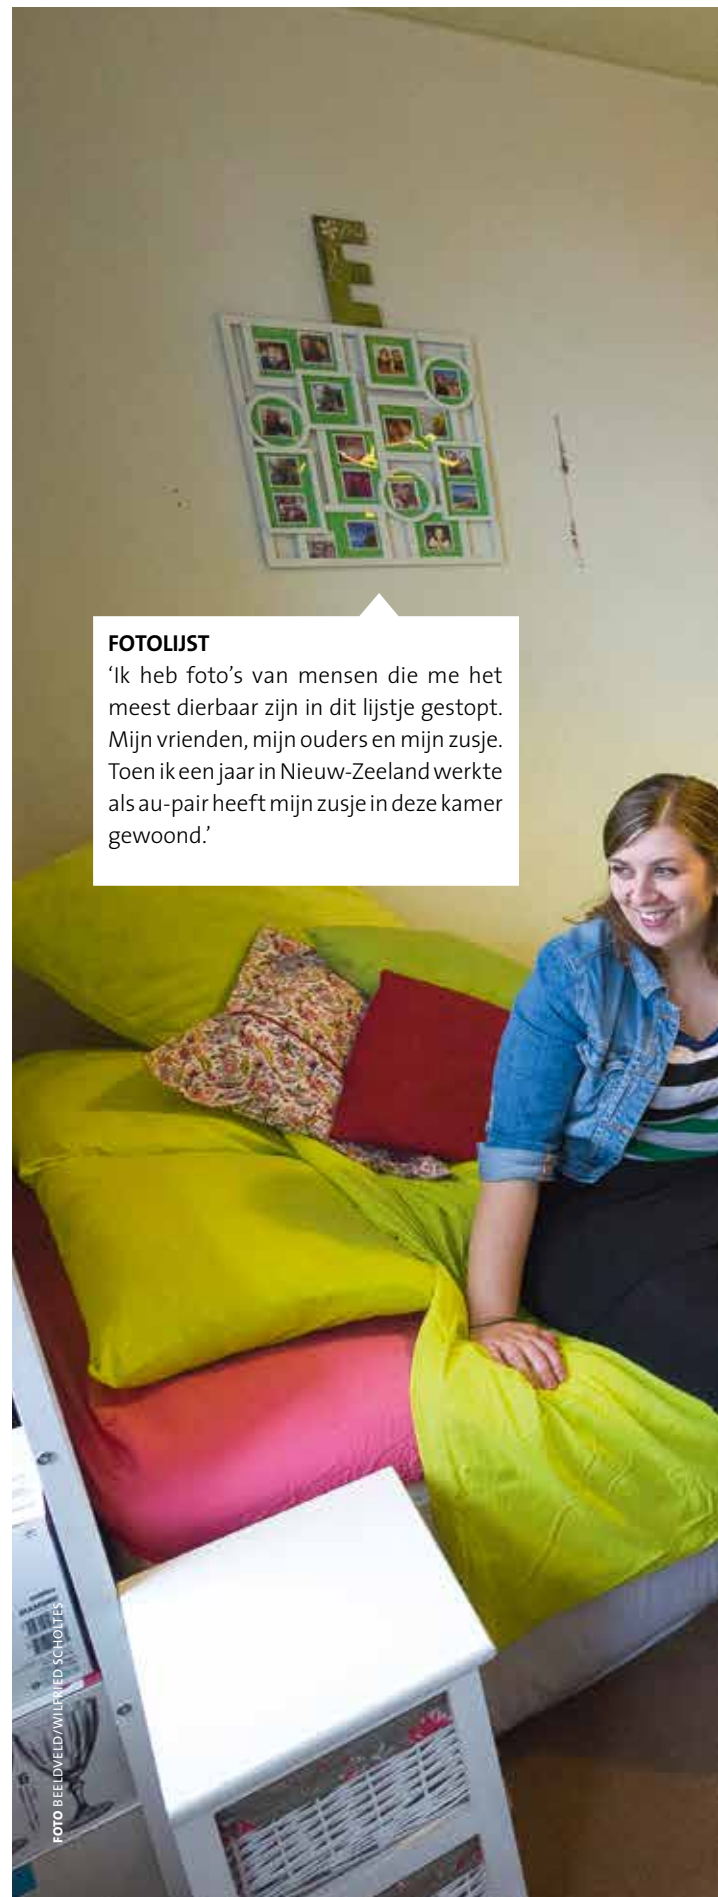 E
FOTOLIJST
‘Ik heb foto’s van mensen die me het
meest dierbaar zijn in dit lijstje gestopt.
Mijn vrienden, mijn ouders en mijn zusje.
Toen ik een jaar in Nieuw-Zeeland werkte
als au-pair heeft mijn zusje in deze kamer
gewoond.’
FOTO BEELDVELD/WILFRIED SCHOLTES